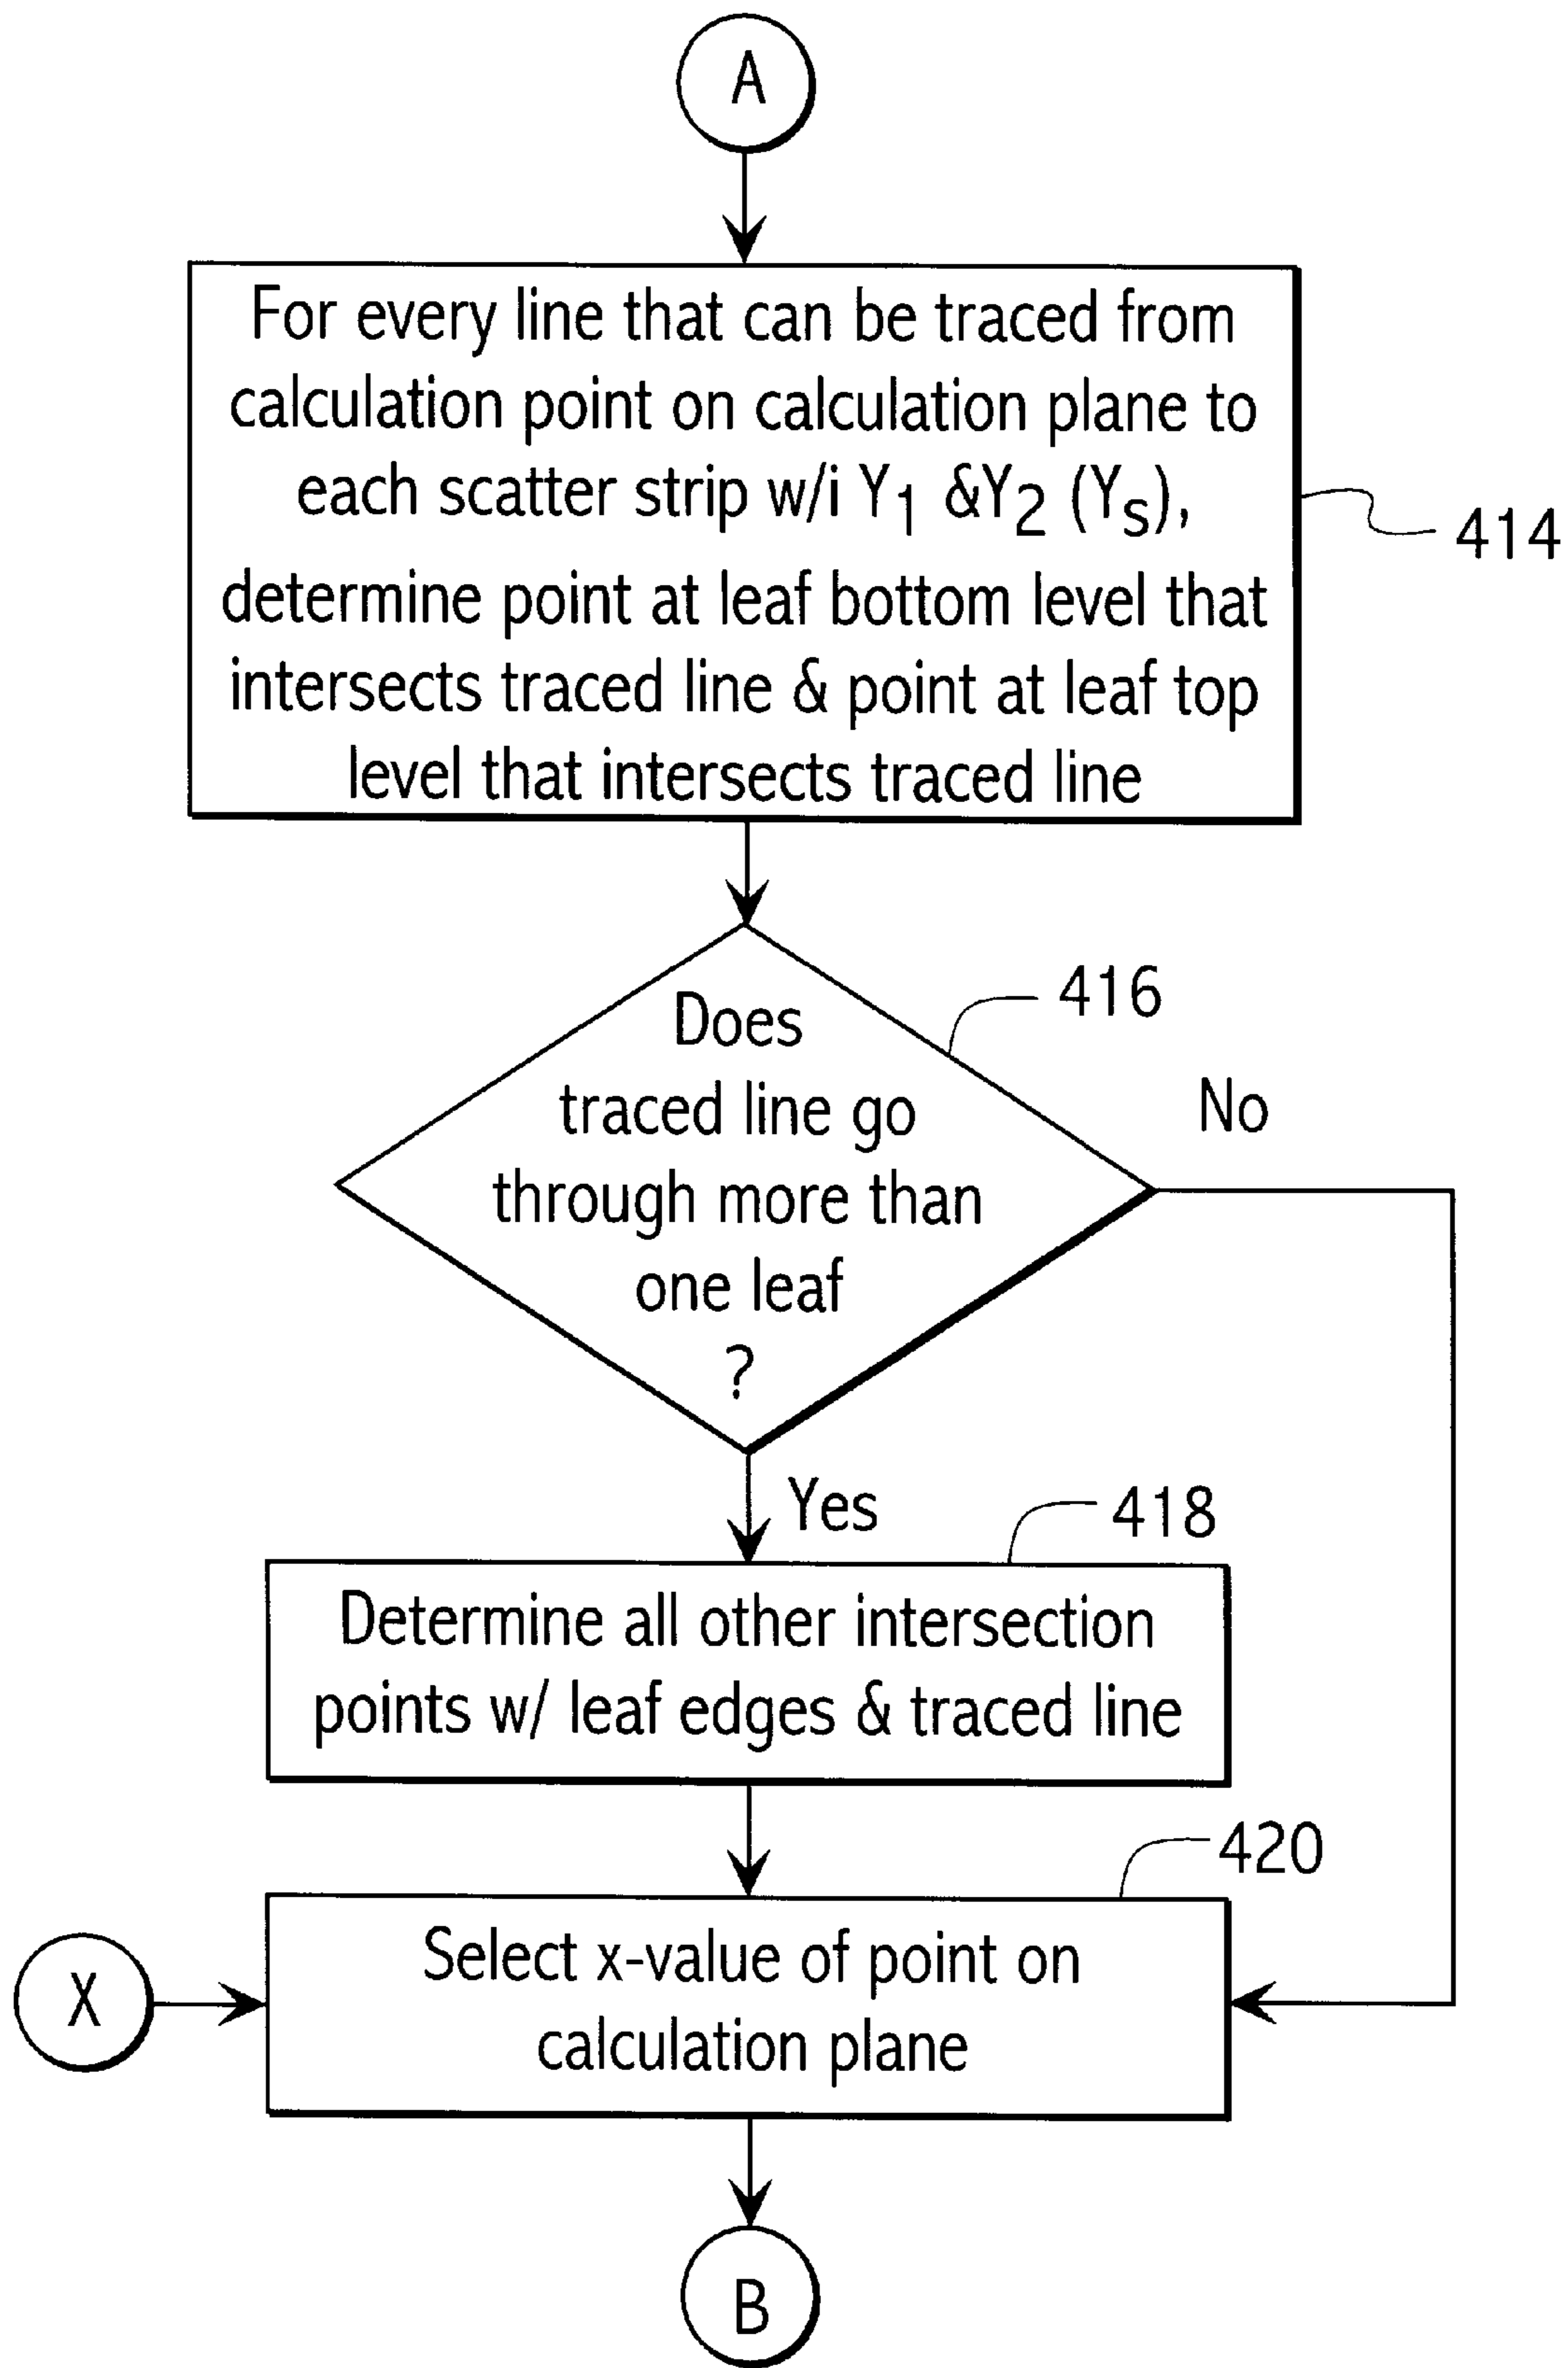 A
For every line that can be traced from
calculation point on calculation plane to
each scatter strip w/i Y1 &Y2 (Ys),
determine point at leaf bottom level that
intersects traced line & point at leaf top
level that intersects traced line
414
Does
traced line go
through more than
one leaf
?
416
No
Yes
418
Determine all other intersection
points w/ leaf edges & traced line
420
Select x-value of point on
calculation plane
X
B